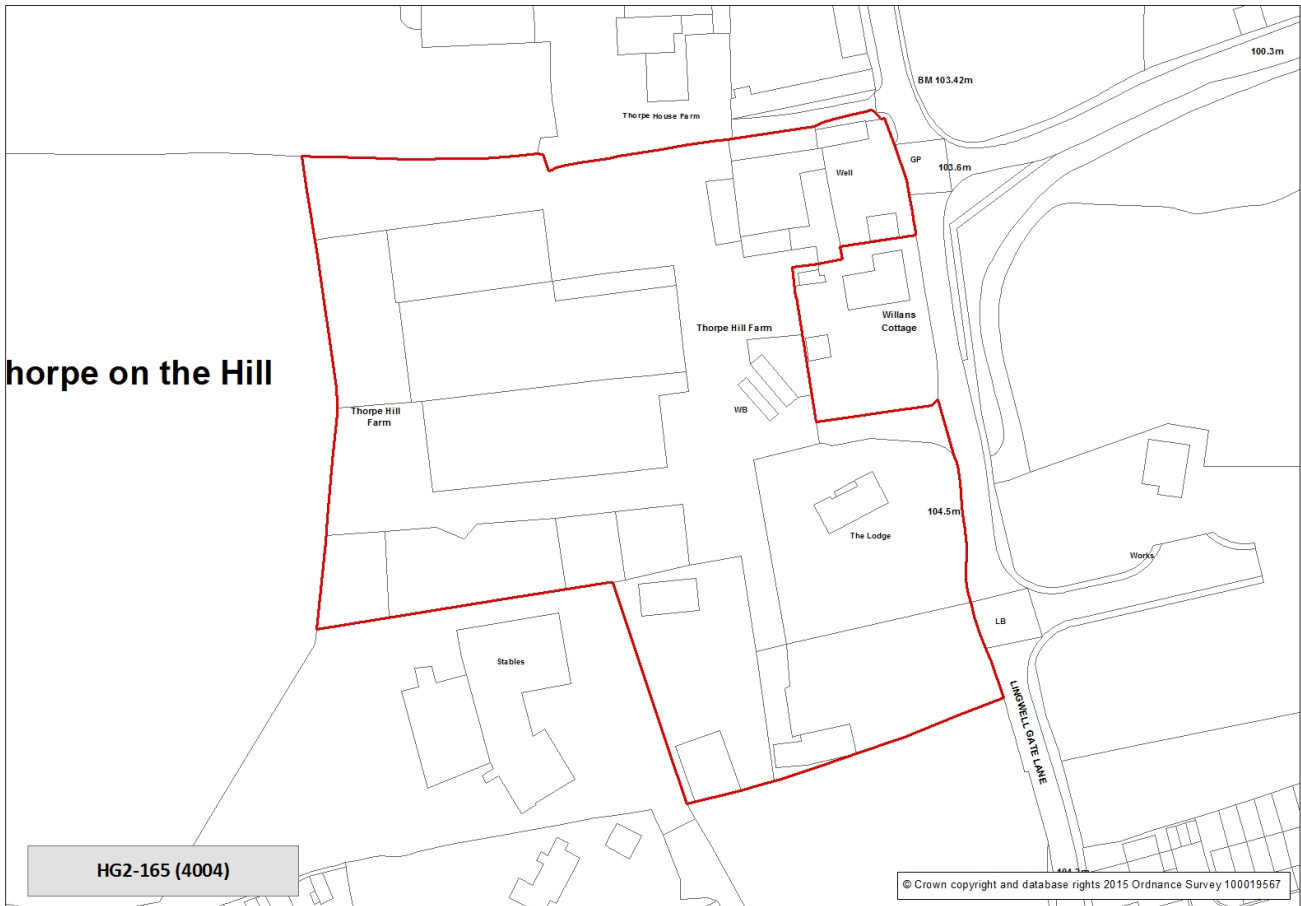 100.3m
BM 103.42m
Thorpe House Farm
GP
103.6m
Well
Willans
Cottage
Thorpe Hill Farm
horpe on the Hill
WB
Thorpe Hill
Farm
104.5m
The Lodge
Works
LB
Stables
LINGWELL GATE LANE
HG2-165 (4004)
© Crown copyright and database rights 2015 Ordnance Survey 100019567